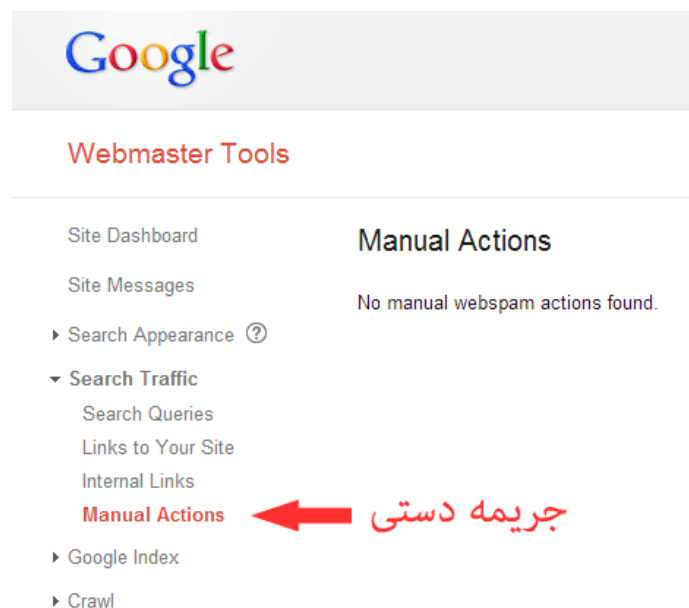 Google
Webmaster Tools
Site Dashboard
Site Messages
Search Appearance ?
Search Traffic
Search Queries
Links to Your Site
Internal Links
Manual Actions
Google Index
Crawl
Manual Actions
No manual webspam actions found.
جریمه دستی